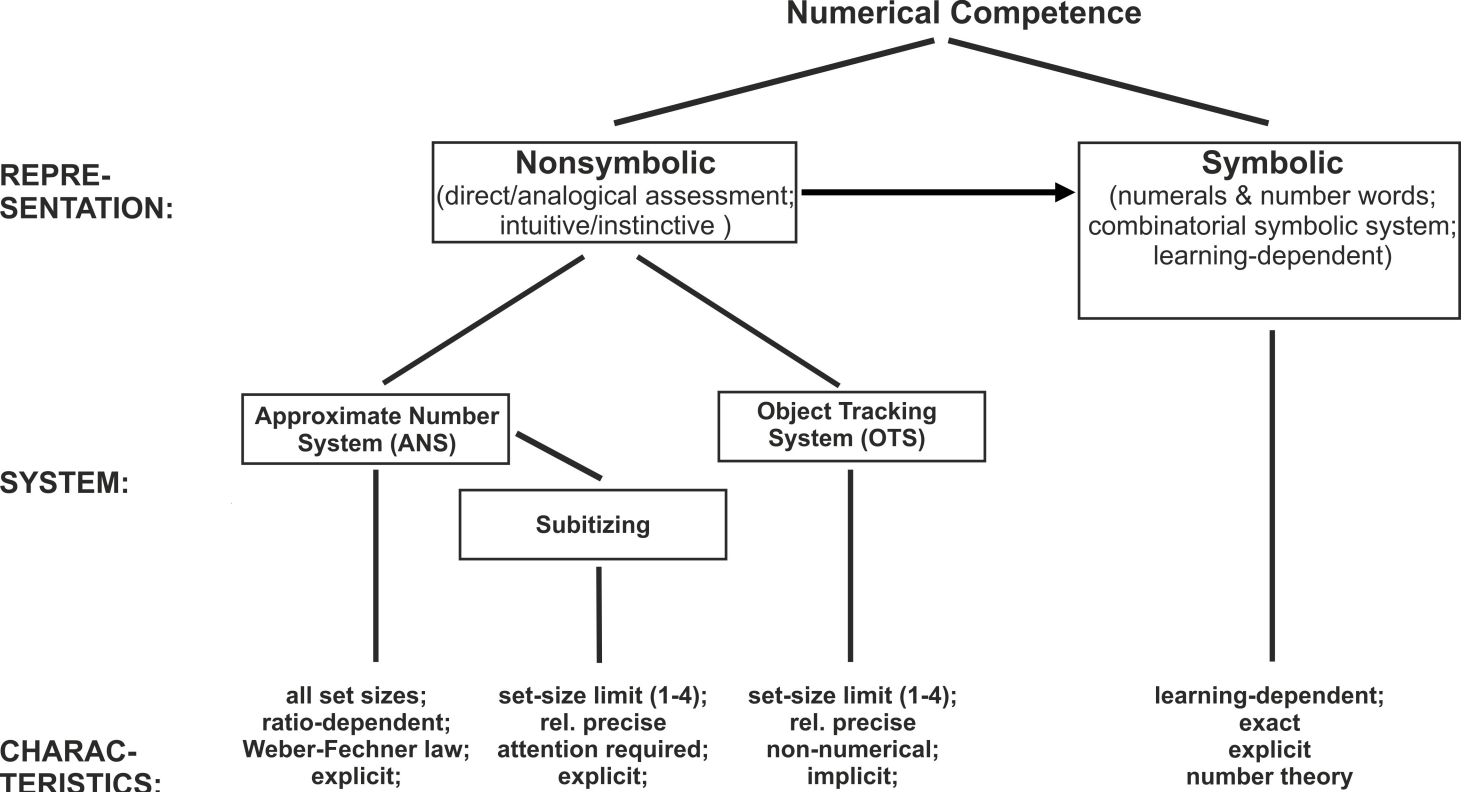 Numerical Competence
REPRE-
SENTATION:
Nonsymbolic
(direct/analogical assessment;
intuitive/instinctive )
Symbolic
(numerals & number words;
combinatorial symbolic system;
learning-dependent)
SYSTEM:
Approximate Number
System (ANS)
Subitizing
Object Tracking
System (OTS)
CHARAC-
TERISTICS:
all set sizes;
ratio-dependent;
Weber-Fechner law;
explicit;
set-size limit (1-4);
rel. precise
attention required;
explicit;
set-size limit (1-4);
rel. precise
non-numerical;
implicit;
learning-dependent;
exact
explicit
number theory